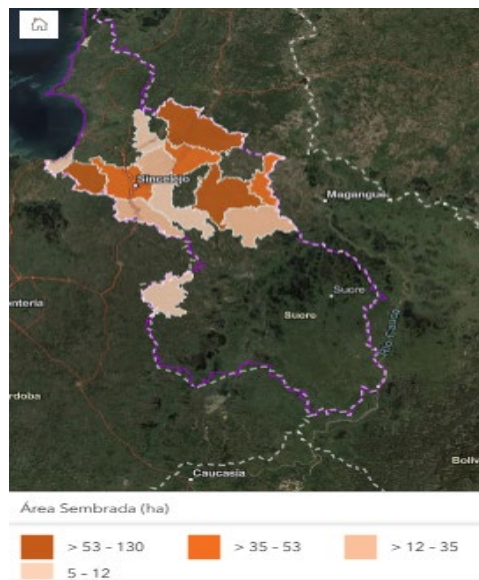 Sincelejo
Magangue
Sucre
Sucre
Río Cauca
nteria
rdoba
Boliv
Caucasia
Área Sembrada (ha)
> 53 - 130 > 35 - 53 > 12 - 35
5 - 12